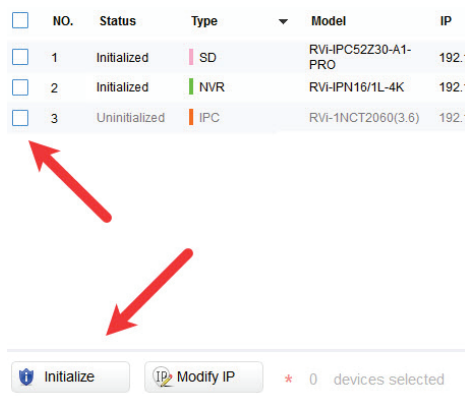 NO. Status Type Model IP
1 Initialized SD RVi-IPC52Z30-A1-
PRO 192.1
2 Initialized NVR RVi-IPN16/1L-4K 192.1
3 Uninitialized IPC RVi-1NCT2060(3.6) 192.1
Initialize IP Modify IP * 0 devices selected